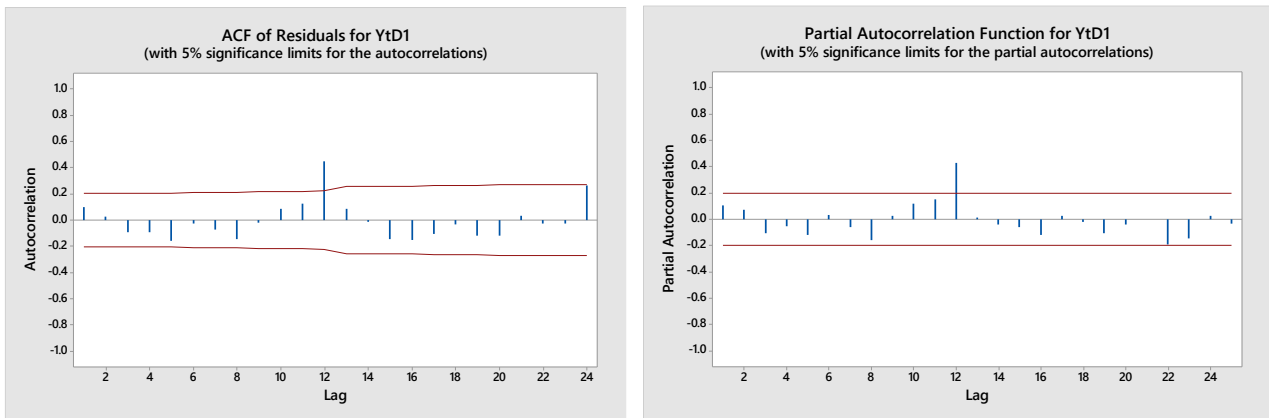 ACF of Residuals for YtD1
(with 5% significance limits for the autocorrelations)
1.0
0.8
0.6
0.4
0.2
0.0
-0.2
-0.4
-0.6
-0.8
-1.0
Autocorrelation
2 4 6 8 10 12 14 16 18 20 22 24
Lag
Partial Autocorrelation Function for YtD1
(with 5% significance limits for the partial autocorrelations)
1.0
0.8
0.6
0.4
0.2
0.0
-0.2
-0.4
-0.6
-0.8
-1.0
Partial Autocorrelation
2 4 6 8 10 12 14 16 18 20 22 24
Lag